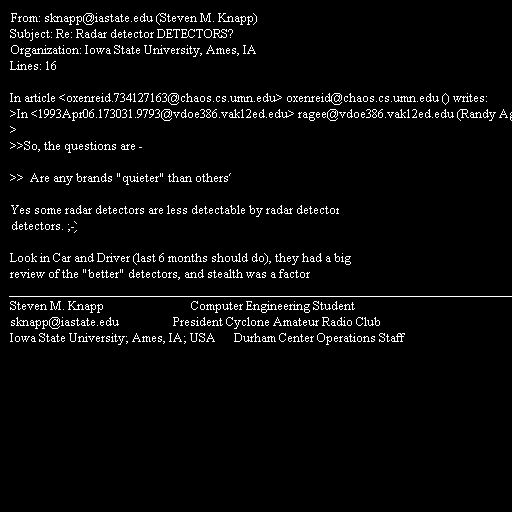 From: sknapp@iastate.edu (Steven M. Knapp)
Subject: Re: Radar detector DETECTORS?
Organization: Iowa State University, Ames, IA
Lines: 16
In article <oxenreid.734127163@chaos.cs.umn.edu> oxenreid@chaos.cs.umn.edu () writes:
>In <1993Apr06.173031.9793@vdoe386.vak12ed.edu> ragee@vdoe386.vak12ed.edu (Randy Ag
>
>>So, the questions are -
>>  Are any brands "quieter" than others`
Yes some radar detectors are less detectable by radar detector
detectors. ;-)
Look in Car and Driver (last 6 months should do), they had a big
review of the "better" detectors, and stealth was a factor
Steven M. Knapp Computer Engineering Student
sknapp@iastate.edu President Cyclone Amateur Radio Club
Iowa State University; Ames, IA; USA Durham Center Operations Staff